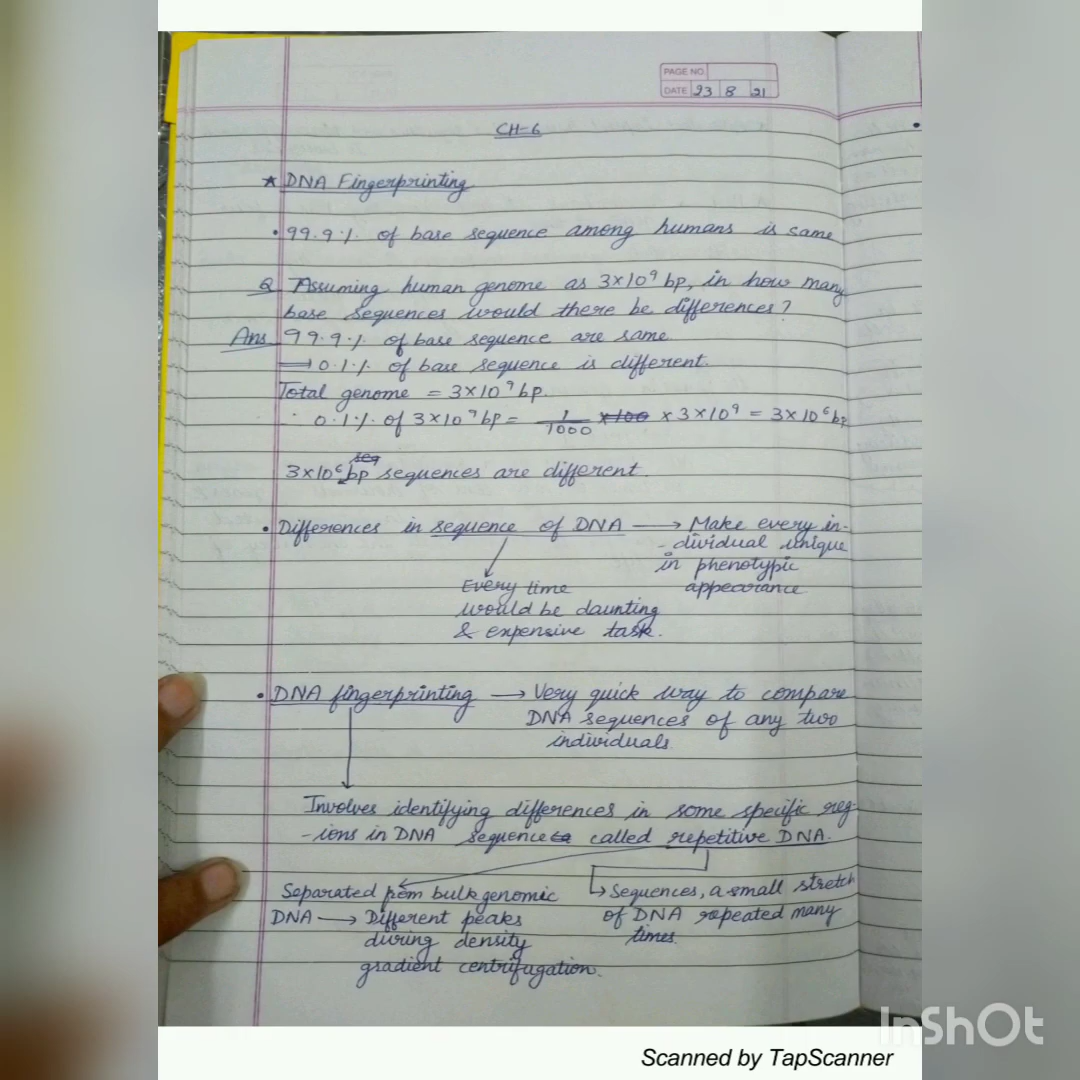 PAGE NO.
DATE 23 8 21
CH-6
* DNA Fingerprinting
• 99.9% of base sequence among humans is same
Q Assuming human genome as 3×10⁹ bp, in how many
base sequences would there be differences?
Ans. 99.9% of base sequence are same
⟹ 0.1% of base sequence is different.
Total genome = 3×10⁹ bp.
∴ 0.1% of 3×10⁹ bp = 1/1000 ×100 × 3×10⁹ = 3×10⁶ bp
seq
3×10⁶ bp sequences are different.
• Differences in sequence of DNA → Make every in-
-dividual unique
in phenotypic
appearance
Every time
would be daunting
& expensive task.
• DNA fingerprinting → Very quick way to compare
DNA sequences of any two
individuals
Involves identifying differences in some specific reg-
-ions in DNA sequence called repetitive DNA.
Separated from bulk genomic
DNA → Different peaks
during density
gradient centrifugation.
↳ Sequences, a small stretch
of DNA repeated many
times.
InShOt
Scanned by TapScanner